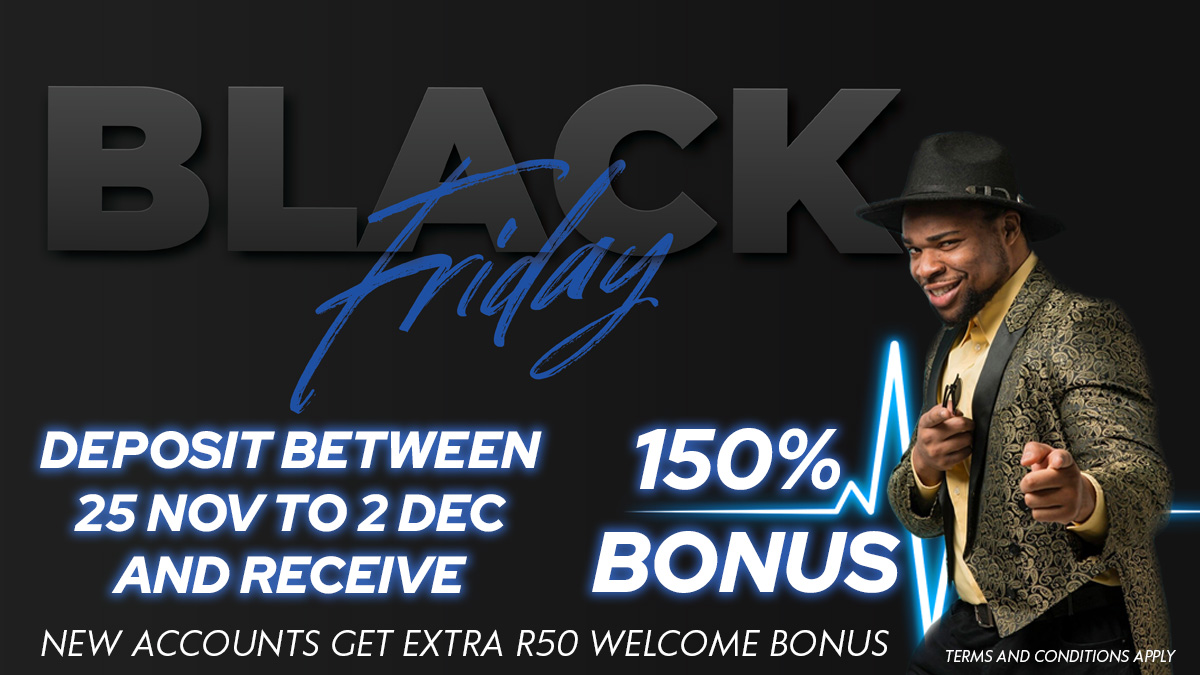 BLACK
Friday
DEPOSIT BETWEEN
25 NOV TO 2 DEC
AND RECEIVE
150%
BONUS
NEW ACCOUNTS GET EXTRA R50 WELCOME BONUS
TERMS AND CONDITIONS APPLY